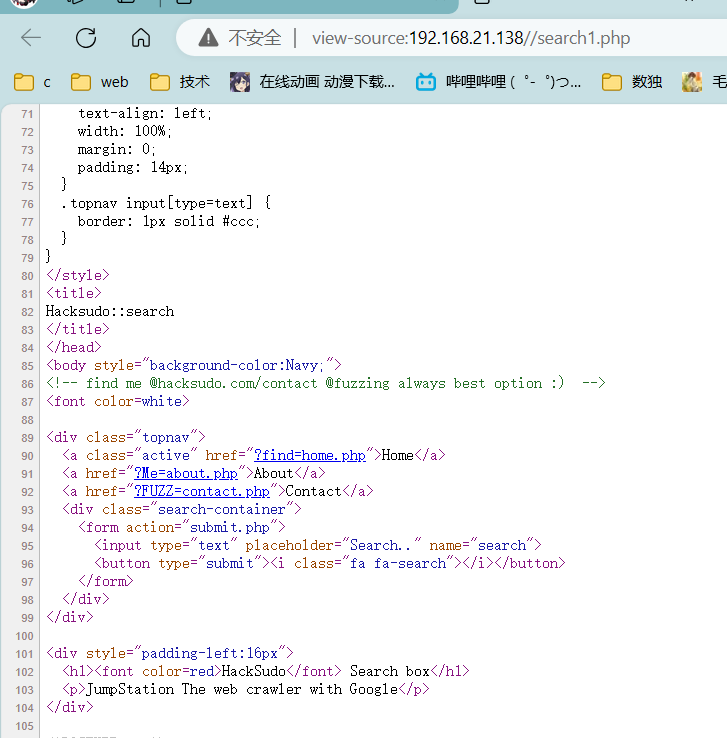 不安全 | view-source:192.168.21.138//search1.php
c web 技术 在线动画 动漫下载... 哔哩哔哩 (゜-゜)つ... 数独 毛
71 text-align: left;
72 width: 100%;
73 margin: 0;
74 padding: 14px;
75 }
76 .topnav input[type=text] {
77 border: 1px solid #ccc;
78 }
79 }
80 </style>
81 <title>
82 Hacksudo::search
83 </title>
84 </head>
85 <body style="background-color:Navy;">
86 <!-- find me @hacksudo.com/contact @fuzzing always best option :)  -->
87 <font color=white>
88
89 <div class="topnav">
90 <a class="active" href="?find=home.php">Home</a>
91 <a href="?Me=about.php">About</a>
92 <a href="?FUZZ=contact.php">Contact</a>
93 <div class="search-container">
94 <form action="submit.php">
95 <input type="text" placeholder="Search.." name="search">
96 <button type="submit"><i class="fa fa-search"></i></button>
97 </form>
98 </div>
99 </div>
100
101 <div style="padding-left:16px">
102 <h1><font color=red>HackSudo</font> Search box</h1>
103 <p>JumpStation The web crawler with Google</p>
104 </div>
105